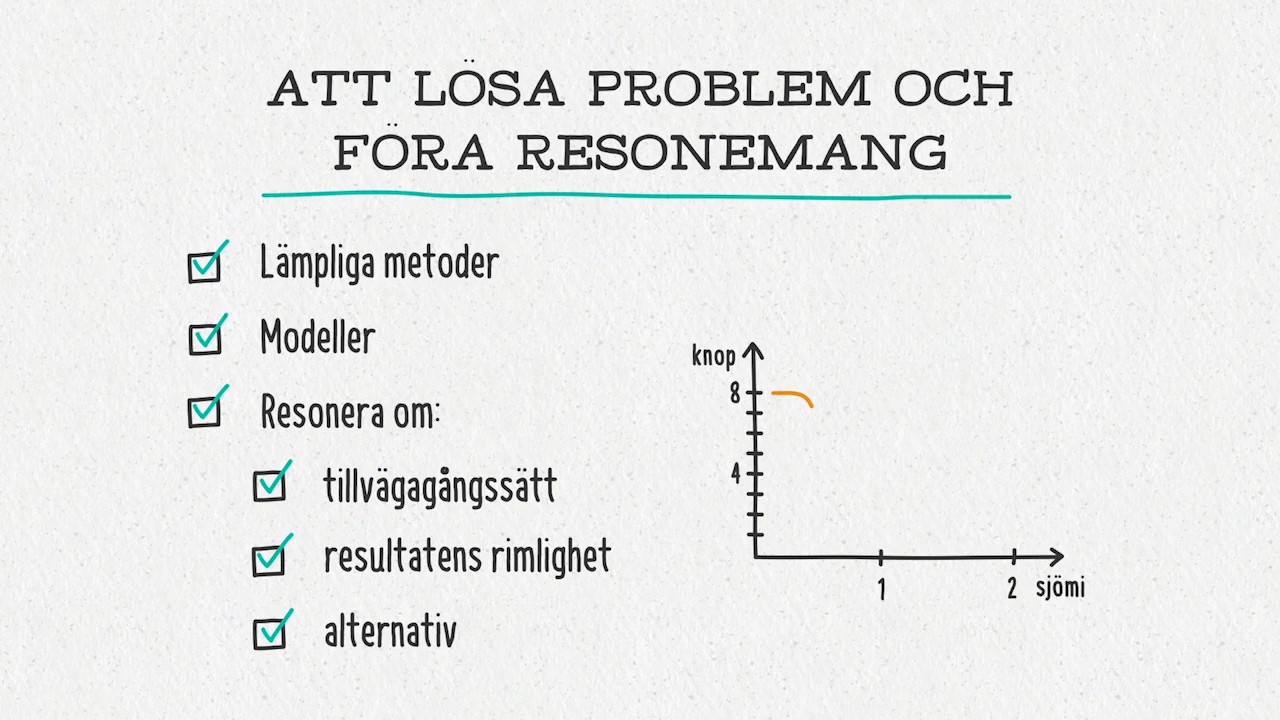 ATT LÖSA PROBLEM OCH
FÖRA RESONEMANG
Lämpliga metoder
Modeller
Resonera om:
tillvägagångssätt
resultatens rimlighet
alternativ
knop
8
4
1
2
sjömi